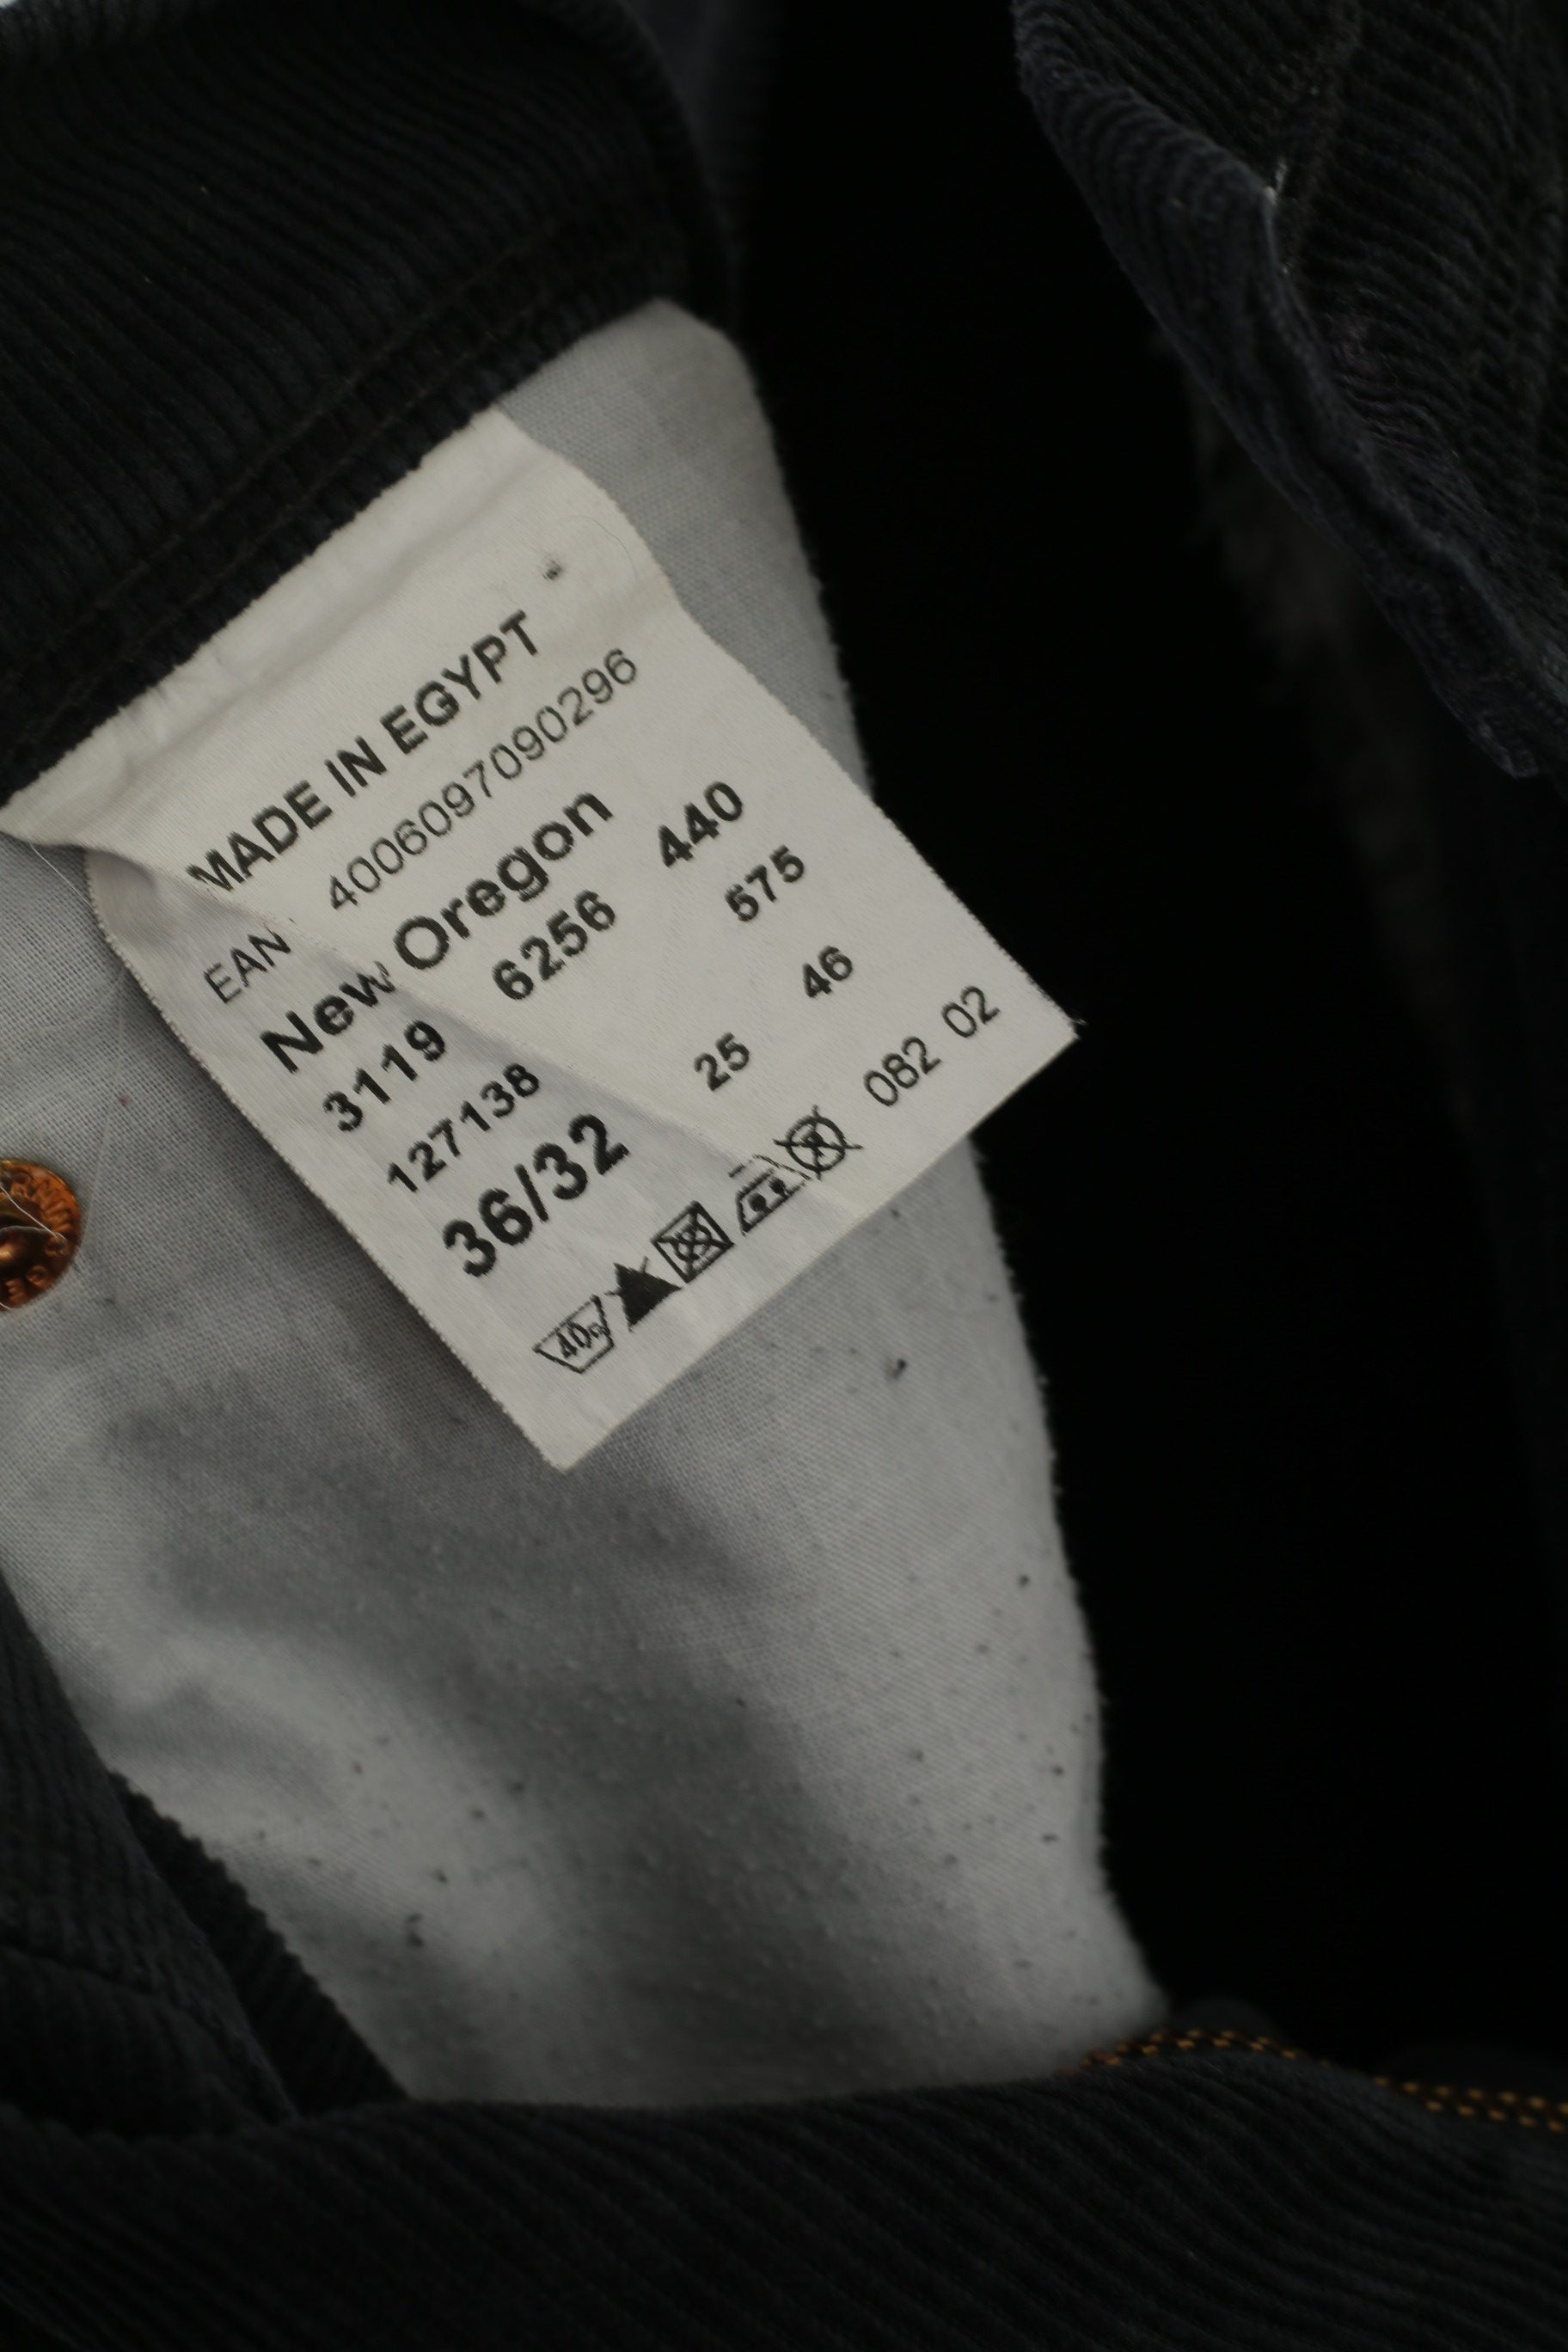 MADE IN EGYPT
EAN 4006097090296
New Oregon
3119 6256 440
127138 575
36/32 25 46
40° 082 02